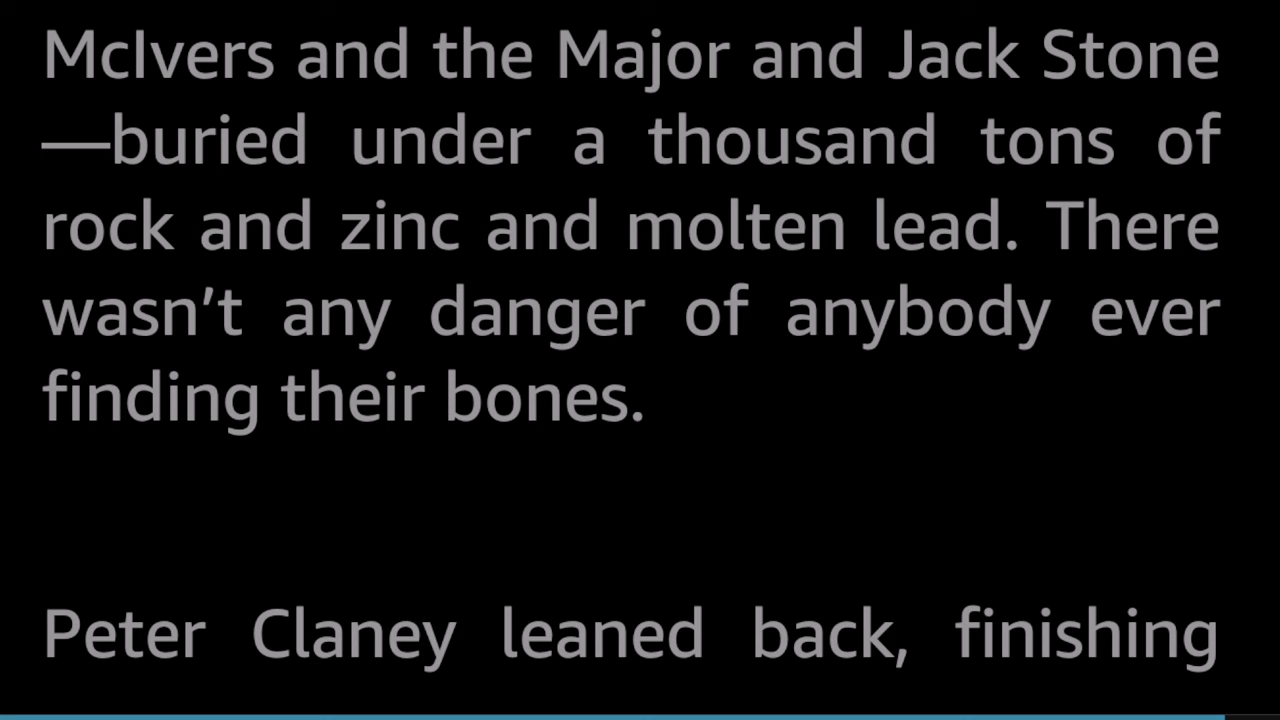 McIvers and the Major and Jack Stone
—buried under a thousand tons of
rock and zinc and molten lead. There
wasn’t any danger of anybody ever
finding their bones.
Peter Claney leaned back, finishing